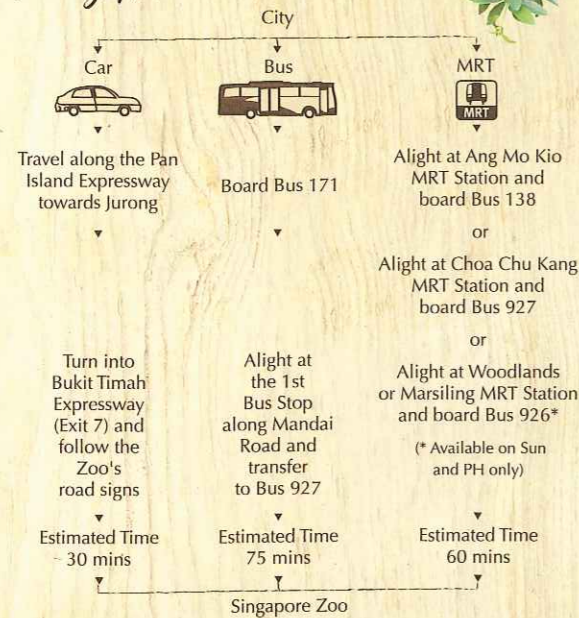 City
Car
Bus
MRT
MRT
Travel along the Pan
Island Expressway
towards Jurong
Turn into
Bukit Timah
Expressway
(Exit 7) and
follow the
Zoo's
road signs
Estimated Time
~ 30 mins
Board Bus 171
Alight at
the 1st
Bus Stop
along Mandai
Road and
transfer
to Bus 927
Estimated Time
75 mins
Alight at Ang Mo Kio
MRT Station and
board Bus 138
or
Alight at Choa Chu Kang
MRT Station and
board Bus 927
or
Alight at Woodlands
or Marsiling MRT Station
and board Bus 926*
(* Available on Sun
and PH only)
Estimated Time
60 mins
Singapore Zoo